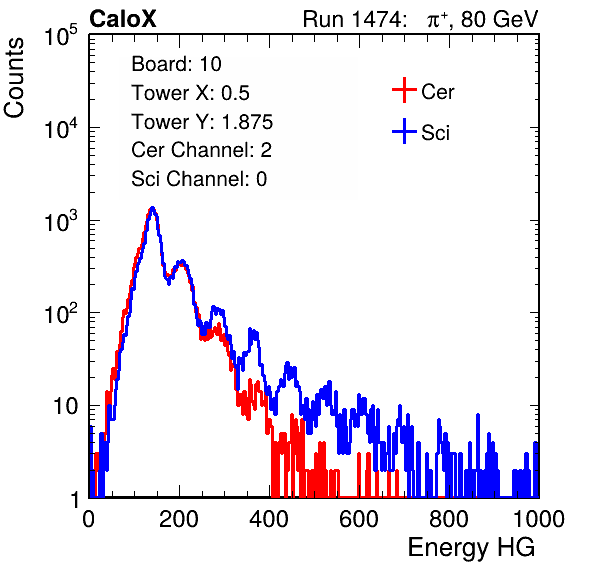 CaloX Run 1474: π⁺, 80 GeV
Counts
10⁵
10⁴
10³
10²
10
1
Board: 10
Tower X: 0.5
Tower Y: 1.875
Cer Channel: 2
Sci Channel: 0
Cer
Sci
0 200 400 600 800 1000
Energy HG